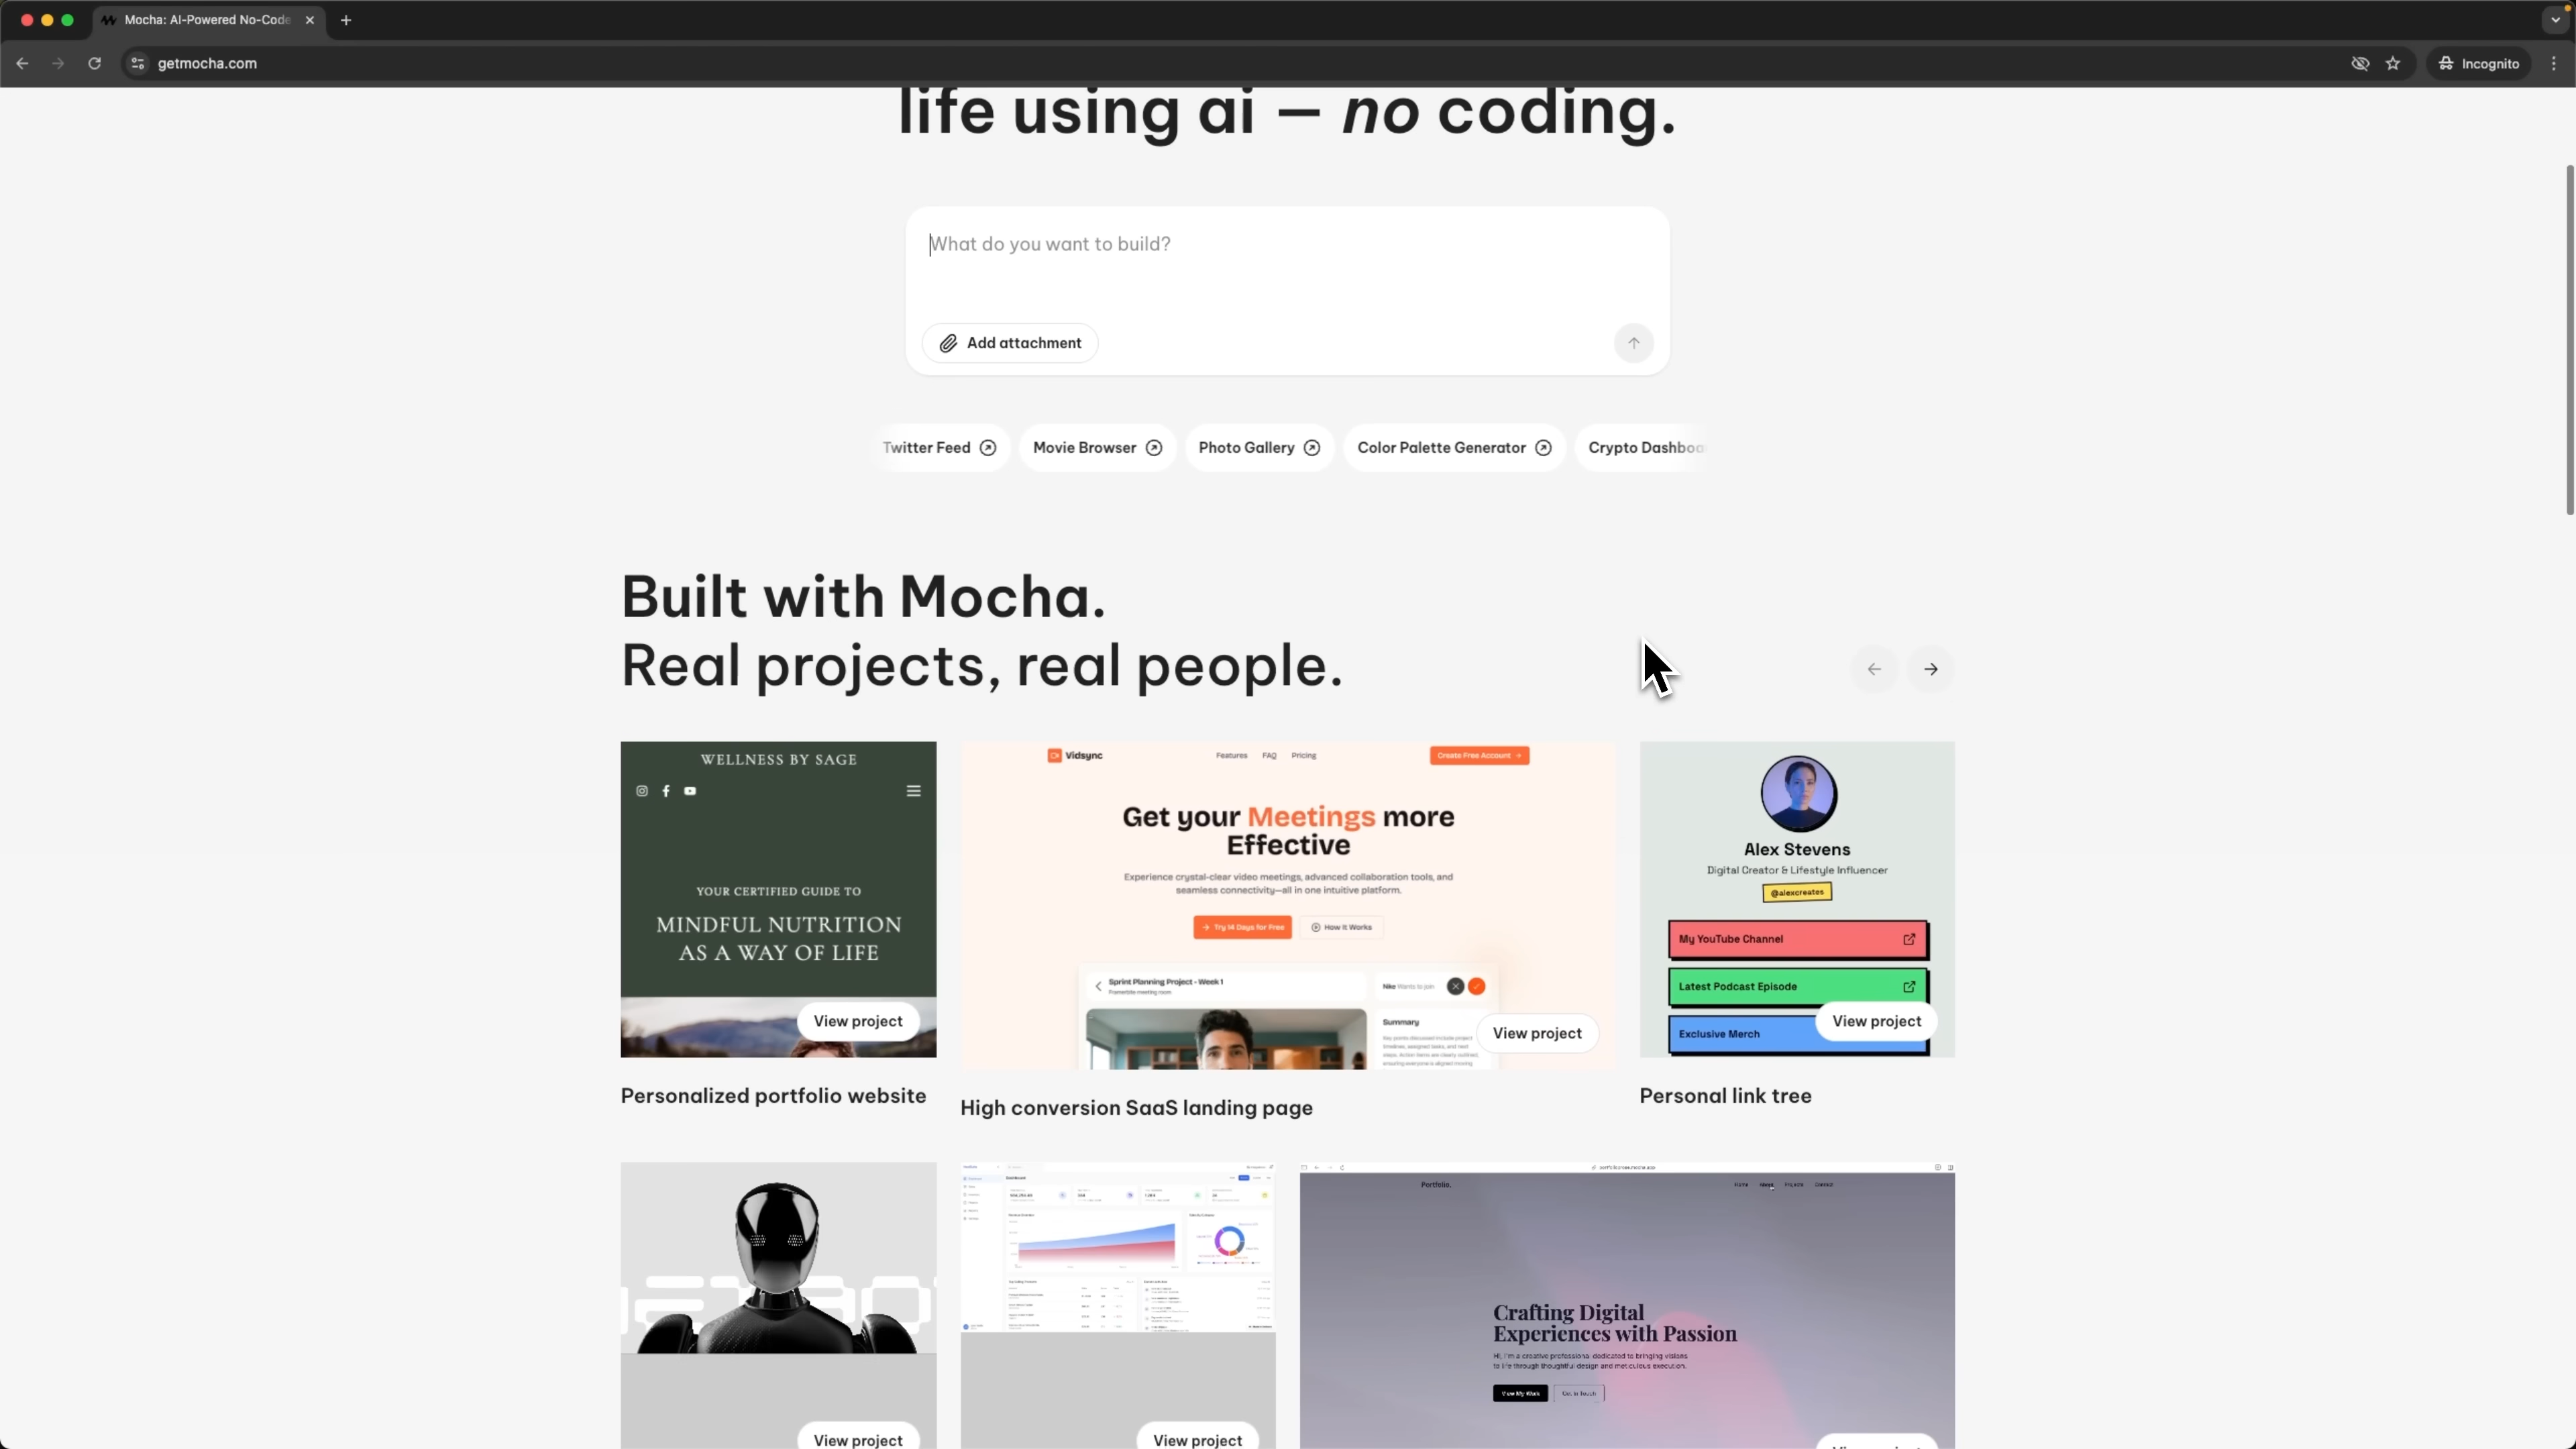 Mocha: AI-Powered No-Code
getmocha.com
Incognito
life using ai — no coding.
What do you want to build?
Add attachment
Twitter Feed
Movie Browser
Photo Gallery
Color Palette Generator
Crypto Dashboa
Built with Mocha.
Real projects, real people.
WELLNESS BY SAGE
YOUR CERTIFIED GUIDE TO
MINDFUL NUTRITION
AS A WAY OF LIFE
View project
Personalized portfolio website
Vidsync
Features
FAQ
Pricing
Create Free Account
Get your Meetings more
Effective
Experience crystal-clear video meetings, advanced collaboration tools, and
seamless connectivity—all in one intuitive platform.
Try 14 Days for Free
How It Works
Sprint Planning Project - Week 1
Nike Wants to join
Summary
View project
High conversion SaaS landing page
Alex Stevens
Digital Creator & Lifestyle Influencer
@alexcreates
My YouTube Channel
Latest Podcast Episode
Exclusive Merch
View project
Personal link tree
View project
Dashboard
View project
Portfolio.
Home
About
Projects
Contact
Crafting Digital
Experiences with Passion
Hi, I'm a creative professional dedicated to bringing visions
to life through thoughtful design and meticulous execution.
View My Work
Get in Touch